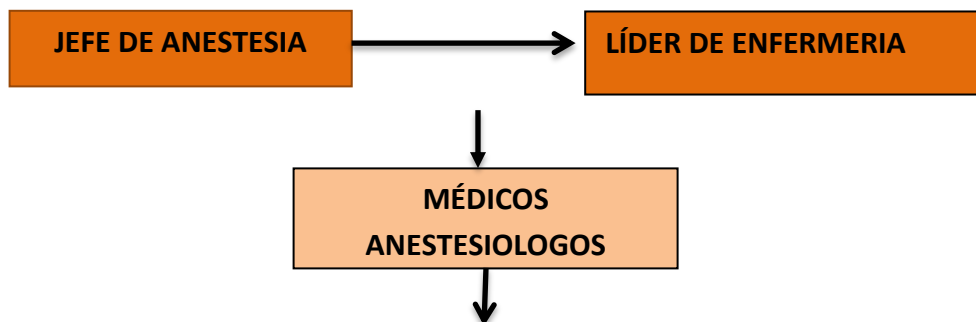 JEFE DE ANESTESIA
LÍDER DE ENFERMERIA
MÉDICOS
ANESTESIOLOGOS